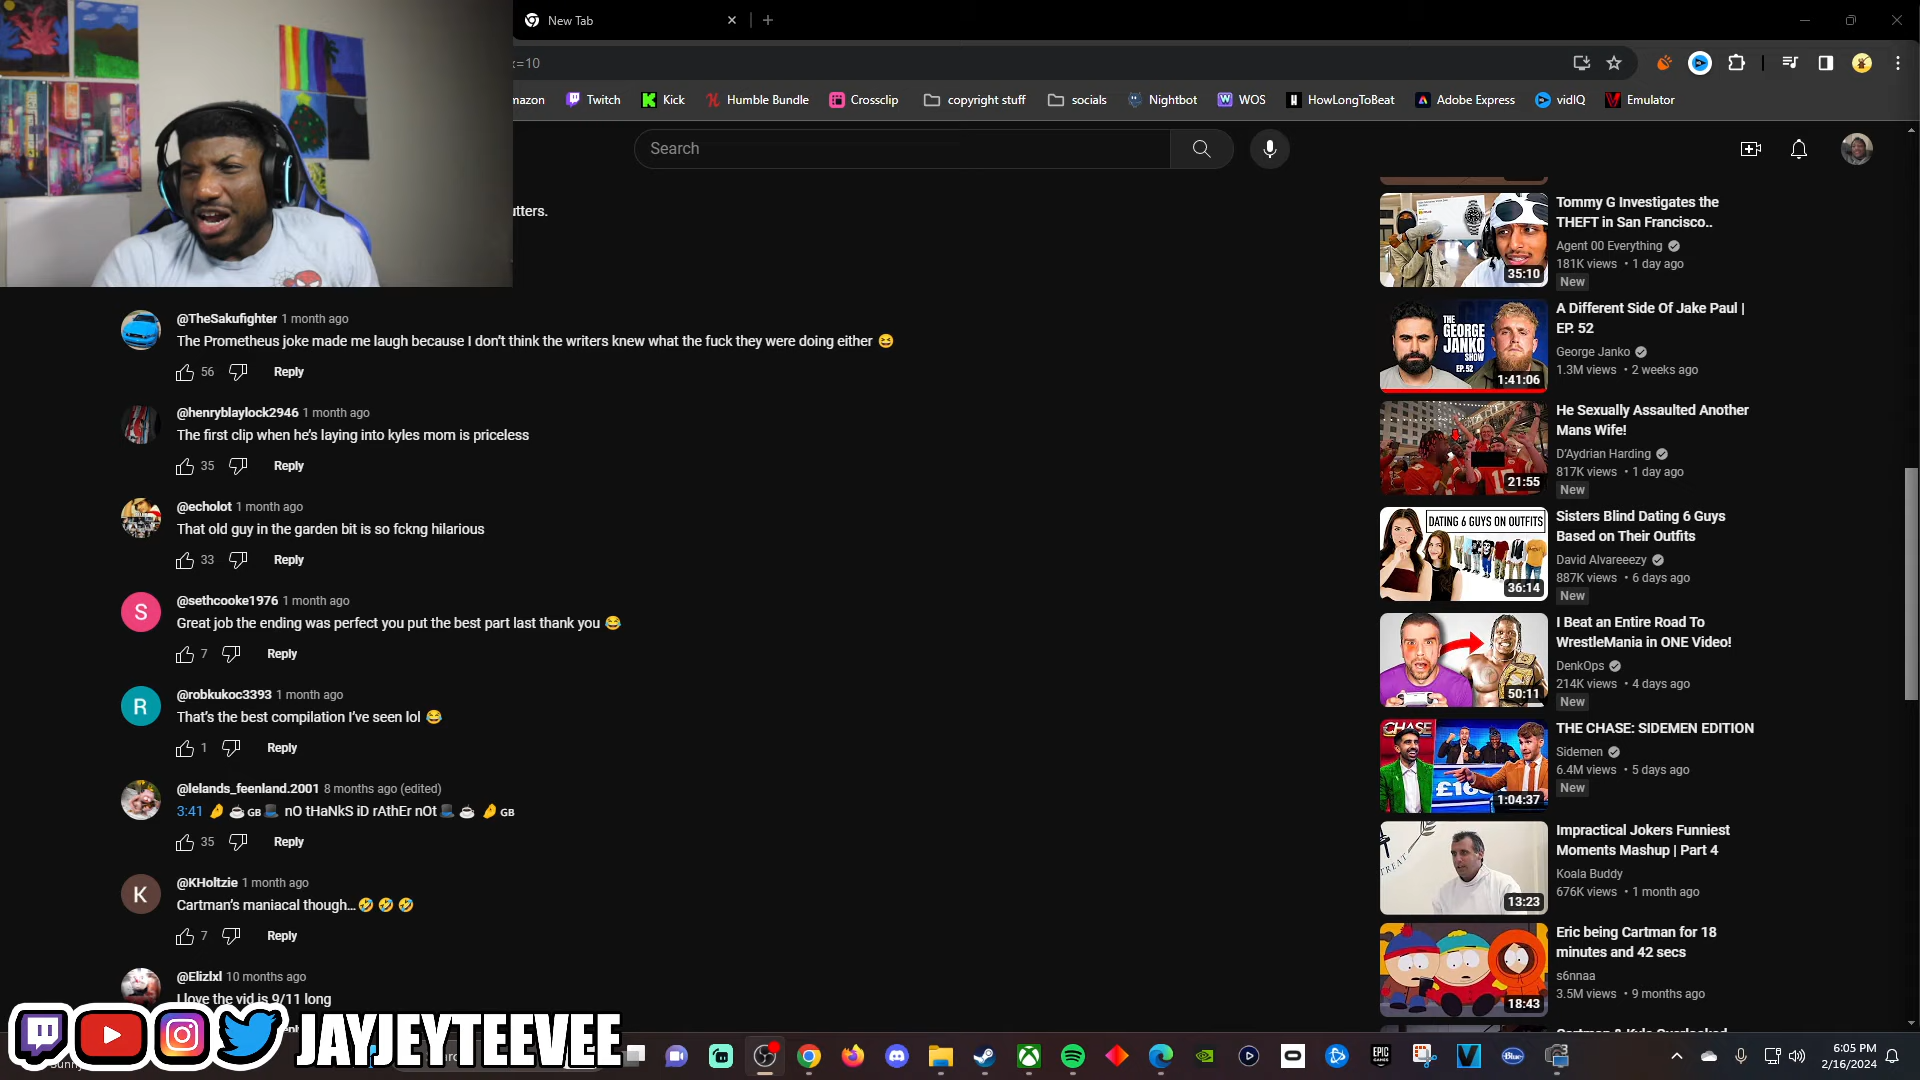 New Tab
x=10
mazon
Twitch
Kick
Humble Bundle
Crossclip
copyright stuff
socials
Nightbot
WOS
HowLongToBeat
Adobe Express
vidIQ
Emulator
Search
utters.
@TheSakufighter 1 month ago
The Prometheus joke made me laugh because I don't think the writers knew what the fuck they were doing either 😆
56 Reply
@henryblaylock2946 1 month ago
The first clip when he's laying into kyles mom is priceless
35 Reply
@echolot 1 month ago
That old guy in the garden bit is so fckng hilarious
33 Reply
S
@sethcooke1976 1 month ago
Great job the ending was perfect you put the best part last thank you 😂
7 Reply
R
@robkukoc3393 1 month ago
That's the best compilation I've seen lol 😂
1 Reply
@lelands_feenland.2001 8 months ago (edited)
3:41 🤌 ☕ GB 🎩 nO tHaNkS iD rAthEr nOt 🎩 ☕ 🤌 GB
35 Reply
K
@KHoltzie 1 month ago
Cartman's maniacal though... 🤣 🤣 🤣
7 Reply
@Elizlxl 10 months ago
I love the vid is 9/11 long
Tommy G Investigates the
THEFT in San Francisco..
Agent 00 Everything
181K views • 1 day ago
New
35:10
THE
GEORGE
JANKO
SHOW
EP. 52
1:41:06
A Different Side Of Jake Paul |
EP. 52
George Janko
1.3M views • 2 weeks ago
21:55
He Sexually Assaulted Another
Mans Wife!
D'Aydrian Harding
817K views • 1 day ago
New
DATING 6 GUYS ON OUTFITS
36:14
Sisters Blind Dating 6 Guys
Based on Their Outfits
David Alvareeezy
887K views • 6 days ago
New
50:11
I Beat an Entire Road To
WrestleMania in ONE Video!
DenkOps
214K views • 4 days ago
New
CHASE
1:04:37
THE CHASE: SIDEMEN EDITION
Sidemen
6.4M views • 5 days ago
New
TREAT
13:23
Impractical Jokers Funniest
Moments Mashup | Part 4
Koala Buddy
676K views • 1 month ago
18:43
Eric being Cartman for 18
minutes and 42 secs
s6nnaa
3.5M views • 9 months ago
JAYJEYTEEVEE
EPIC
GAMES
Blue
6:05 PM
2/16/2024